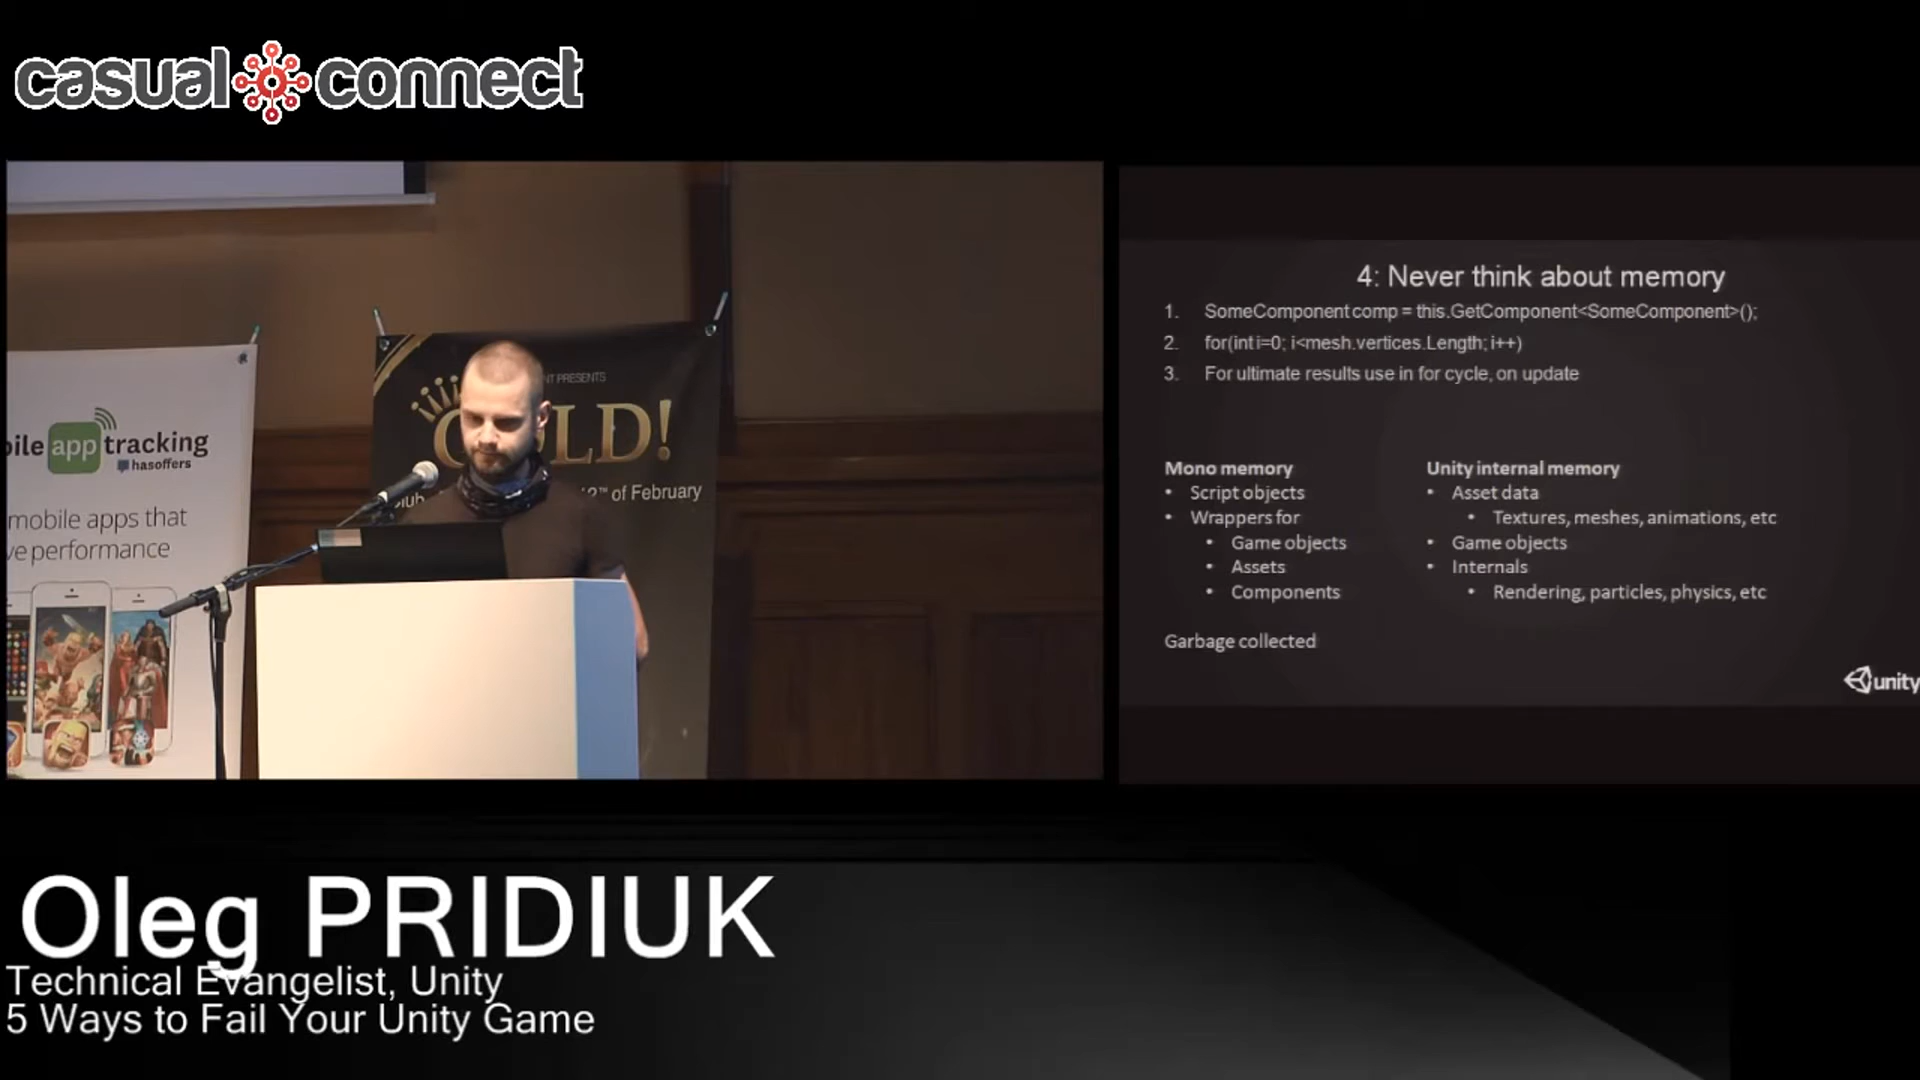 casual connect
bile app tracking
hasoffers
mobile apps that
ve performance
NT PRESENTS
LD!
of February
4: Never think about memory
1. SomeComponent comp = this.GetComponent<SomeComponent>();
2. for(int i=0; i<mesh.vertices.Length; i++)
3. For ultimate results use in for cycle, on update
Mono memory
• Script objects
• Wrappers for
• Game objects
• Assets
• Components
Garbage collected
Unity internal memory
• Asset data
• Textures, meshes, animations, etc
• Game objects
• Internals
• Rendering, particles, physics, etc
unity
Oleg PRIDIUK
Technical Evangelist, Unity
5 Ways to Fail Your Unity Game